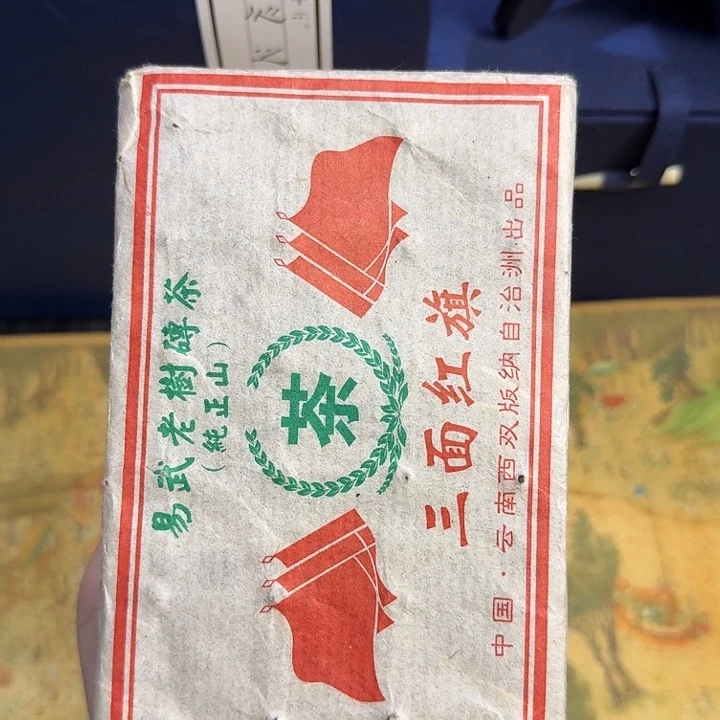 易武老樹磚茶
（純正山）
茶
三面红旗
中国·云南西双版纳自治洲出品